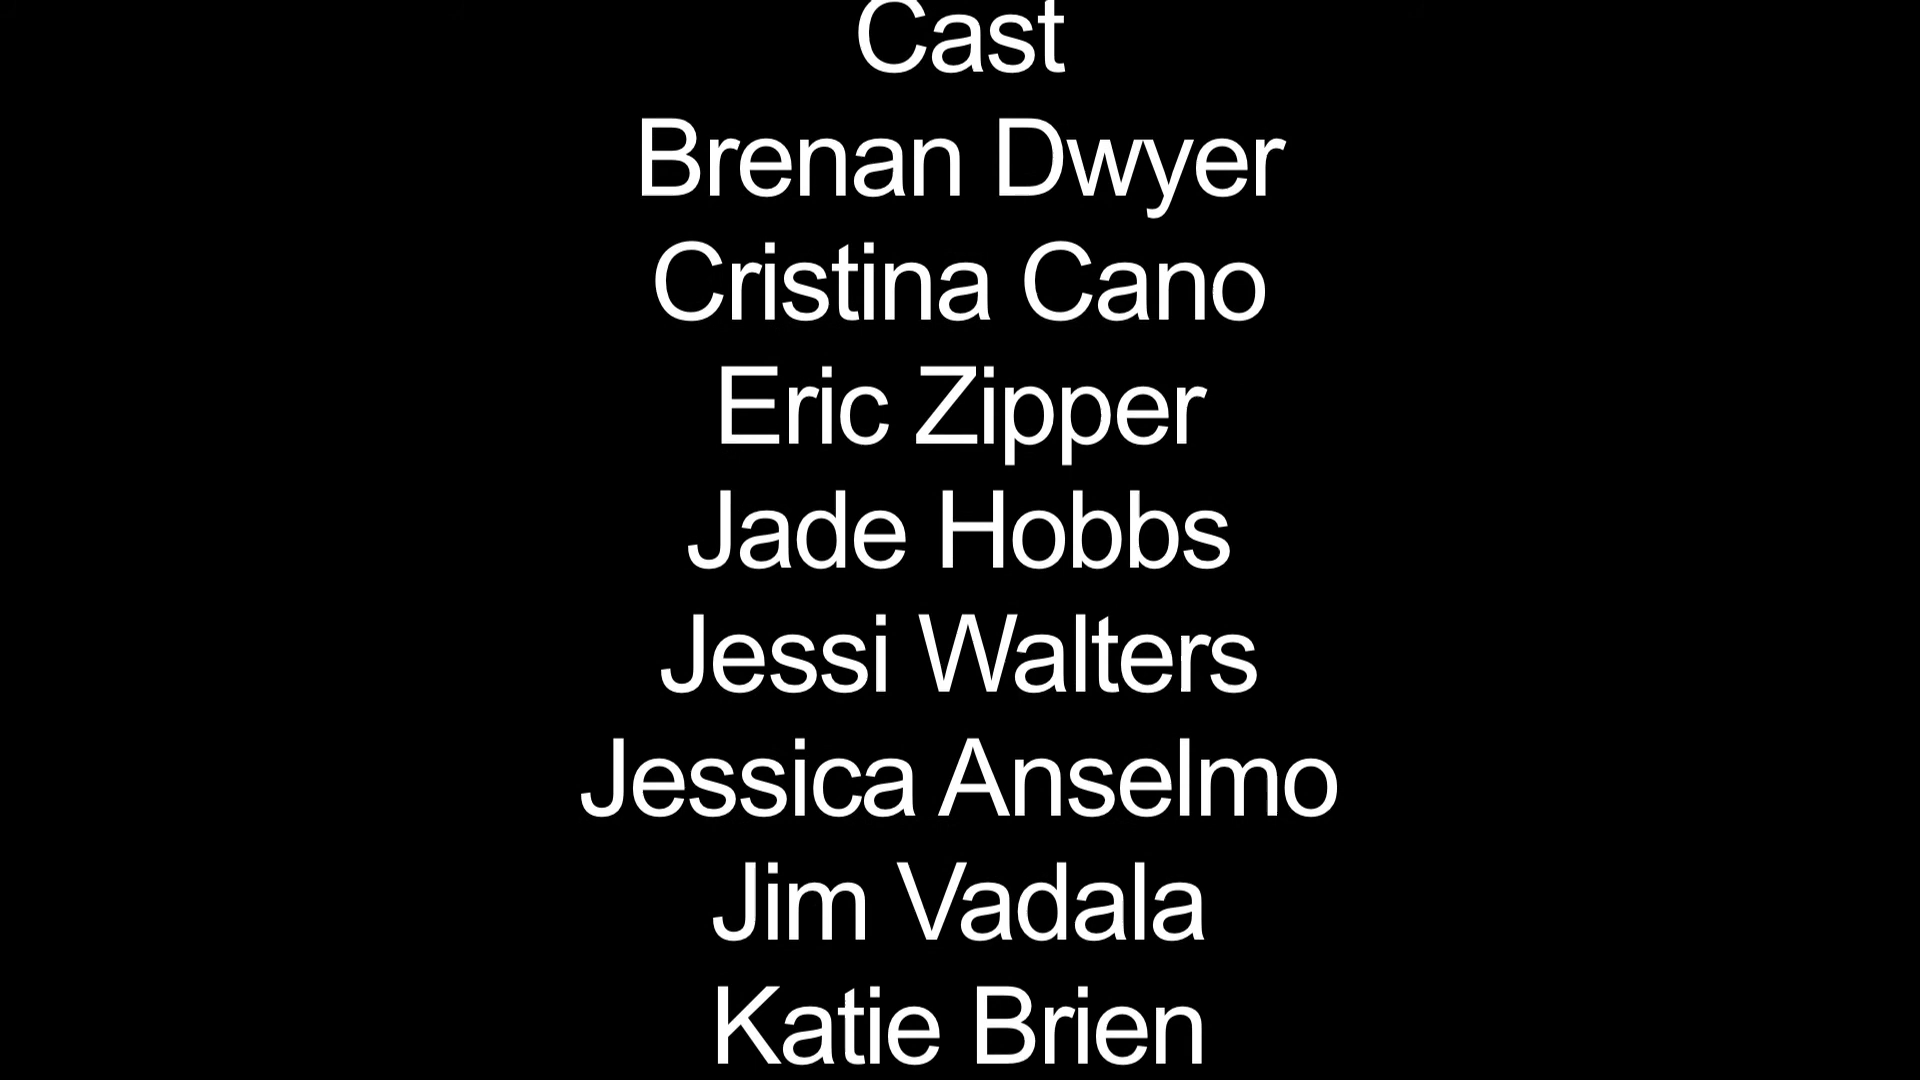 Cast
Brenan Dwyer
Cristina Cano
Eric Zipper
Jade Hobbs
Jessi Walters
Jessica Anselmo
Jim Vadala
Katie Brien